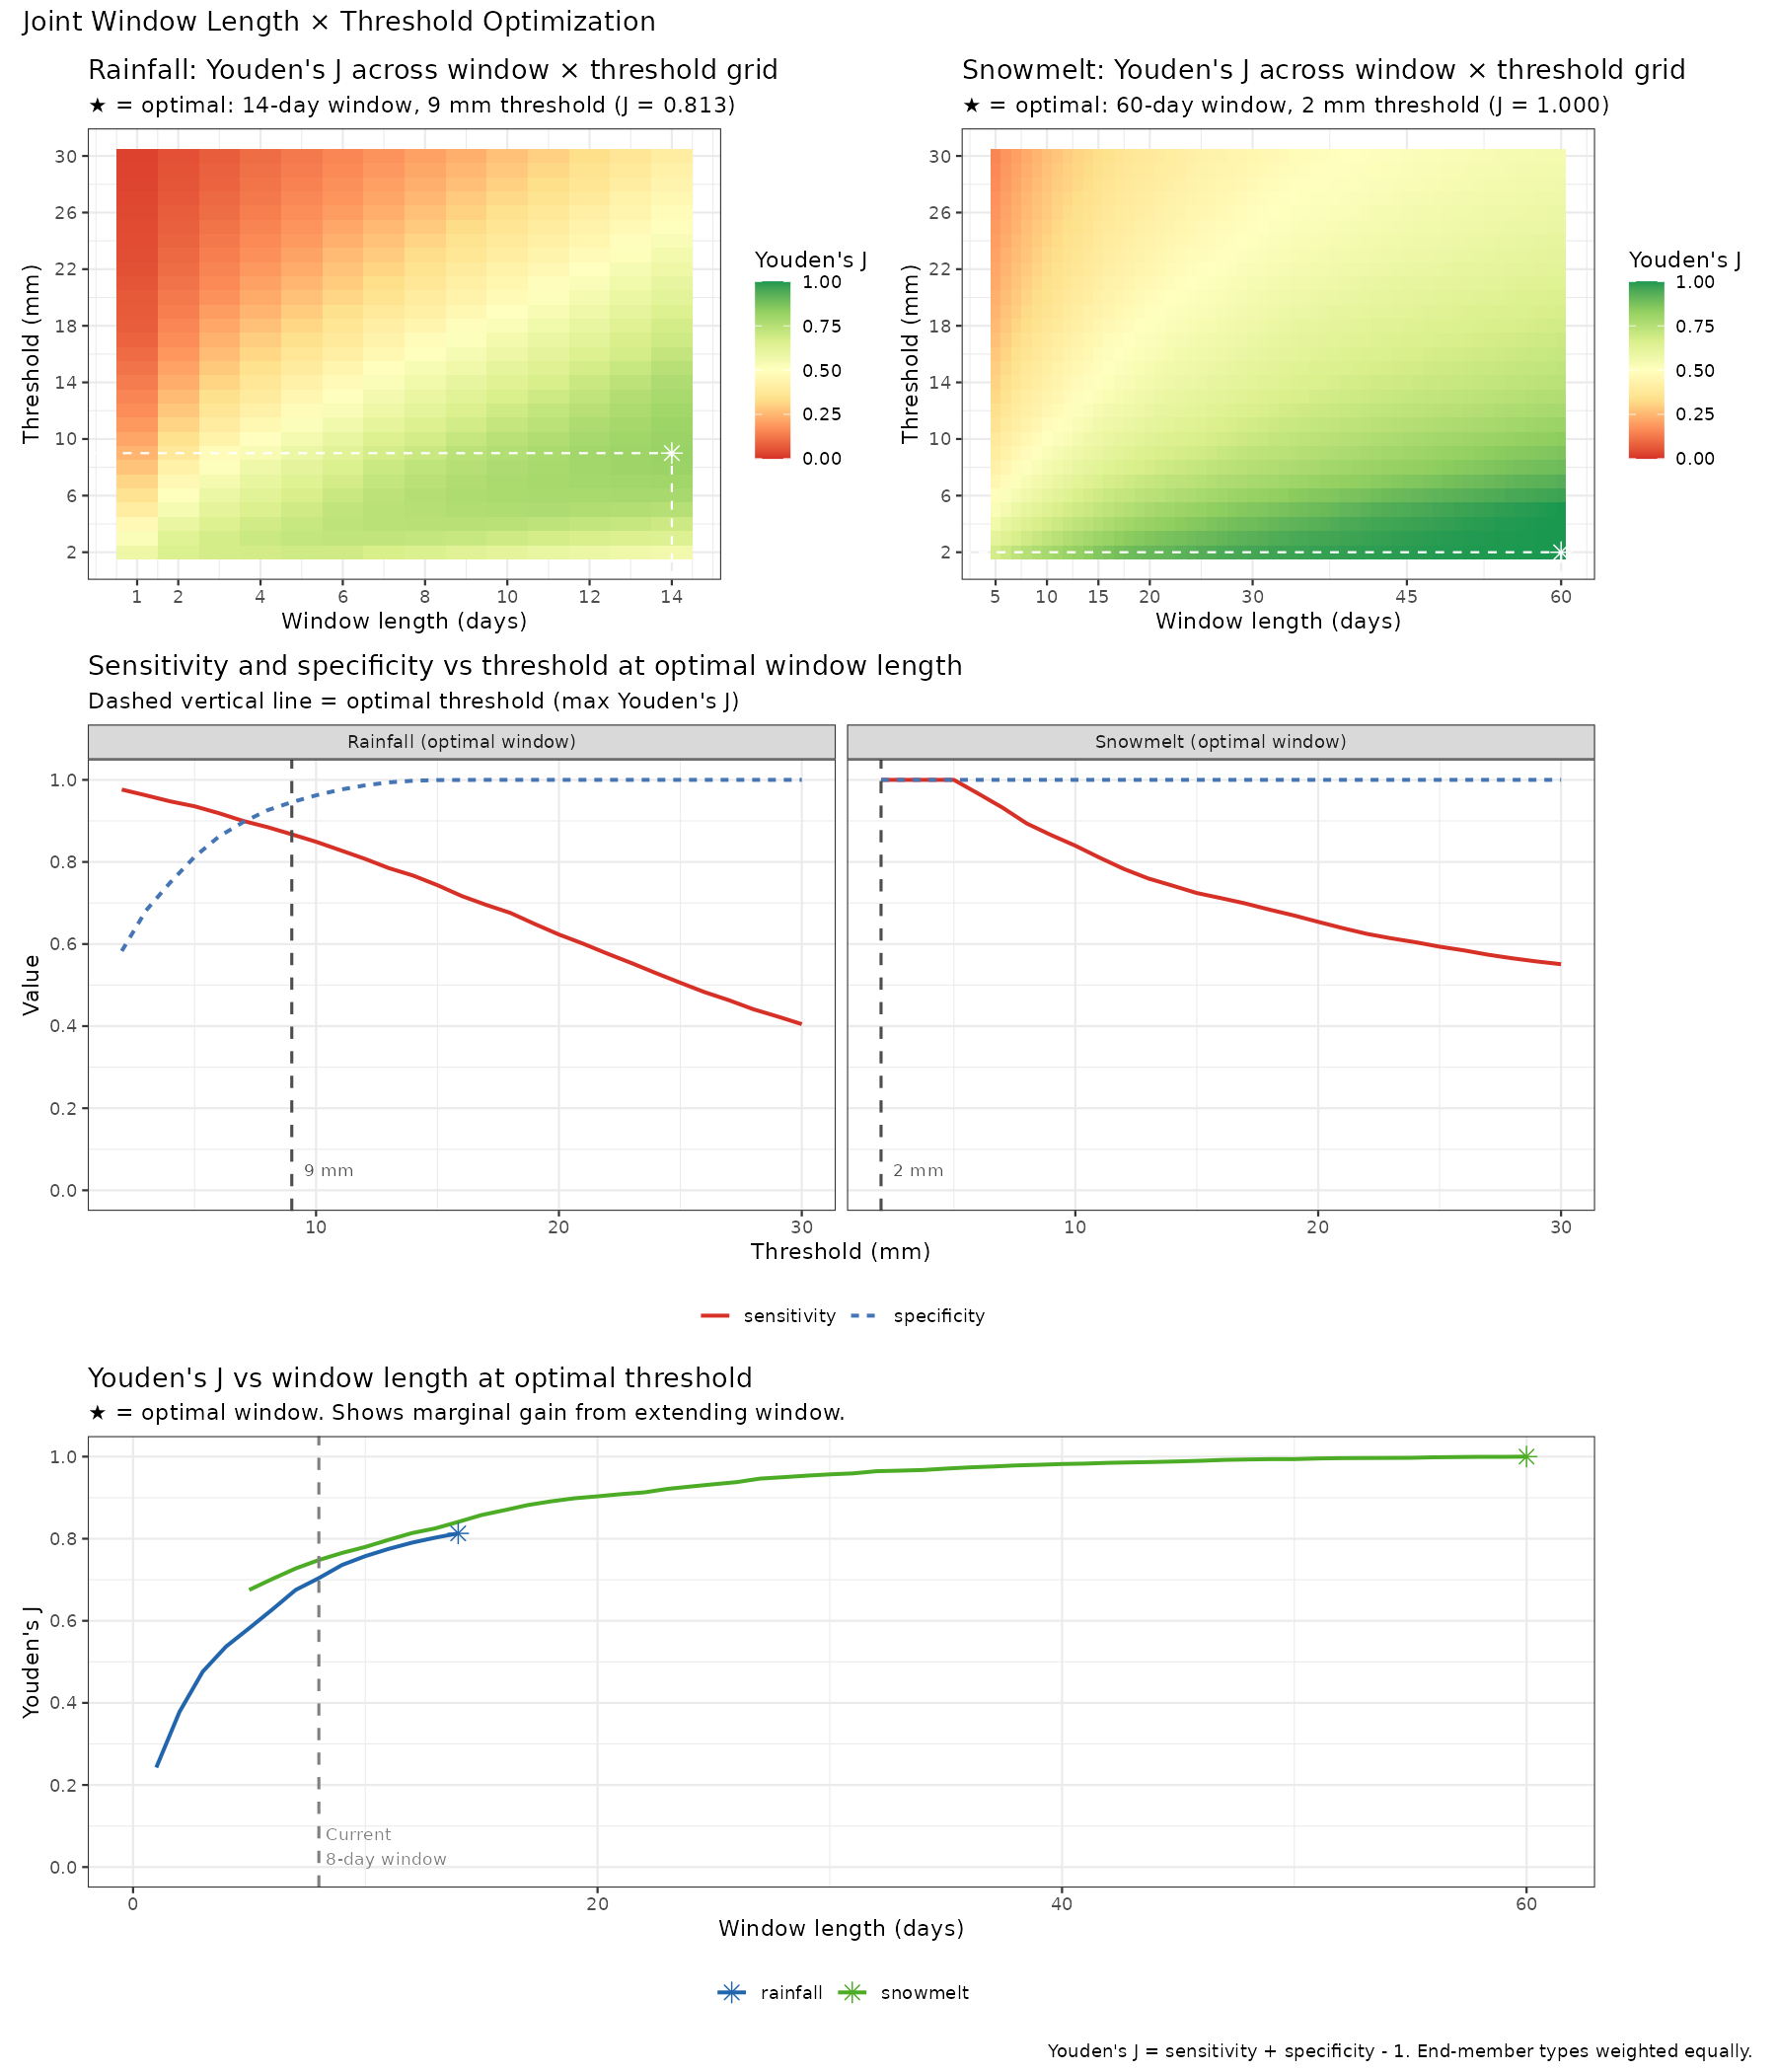 Joint Window Length × Threshold Optimization
Rainfall: Youden's J across window × threshold grid
★ = optimal: 14-day window, 9 mm threshold (J = 0.813)
Threshold (mm)
30
26
22
18
14
10
6
2
1 2 4 6 8 10 12 14
Window length (days)
Youden's J
1.00
0.75
0.50
0.25
0.00
Snowmelt: Youden's J across window × threshold grid
★ = optimal: 60-day window, 2 mm threshold (J = 1.000)
Threshold (mm)
30
26
22
18
14
10
6
2
5 10 15 20 30 45 60
Window length (days)
Youden's J
1.00
0.75
0.50
0.25
0.00
Sensitivity and specificity vs threshold at optimal window length
Dashed vertical line = optimal threshold (max Youden's J)
Rainfall (optimal window)
Snowmelt (optimal window)
Value
1.0
0.8
0.6
0.4
0.2
0.0
9 mm
2 mm
10 20 30
10 20 30
Threshold (mm)
sensitivity specificity
Youden's J vs window length at optimal threshold
★ = optimal window. Shows marginal gain from extending window.
Youden's J
1.0
0.8
0.6
0.4
0.2
0.0
Current
8-day window
0 20 40 60
Window length (days)
rainfall snowmelt
Youden's J = sensitivity + specificity - 1. End-member types weighted equally.